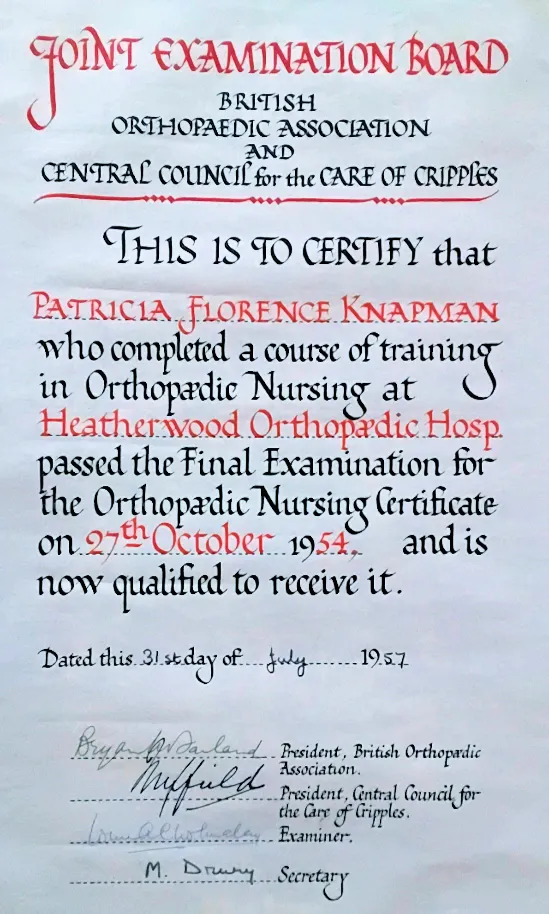 JOINT EXAMINATION BOARD
BRITISH
ORTHOPAEDIC ASSOCIATION
AND
CENTRAL COUNCIL for the CARE OF CRIPPLES
THIS IS TO CERTIFY that
PATRICIA FLORENCE KNAPMAN
who completed a course of training
in Orthopædic Nursing at
Heatherwood Orthopædic Hosp.
passed the Final Examination for
the Orthopædic Nursing Certificate
on 27th October 1954, and is
now qualified to receive it.
Dated this 31st day of July 1957
Bryan President, British Orthopædic
Association.
Nuffield President, Central Council for
the Care of Cripples.
Examiner.
M. Drury Secretary